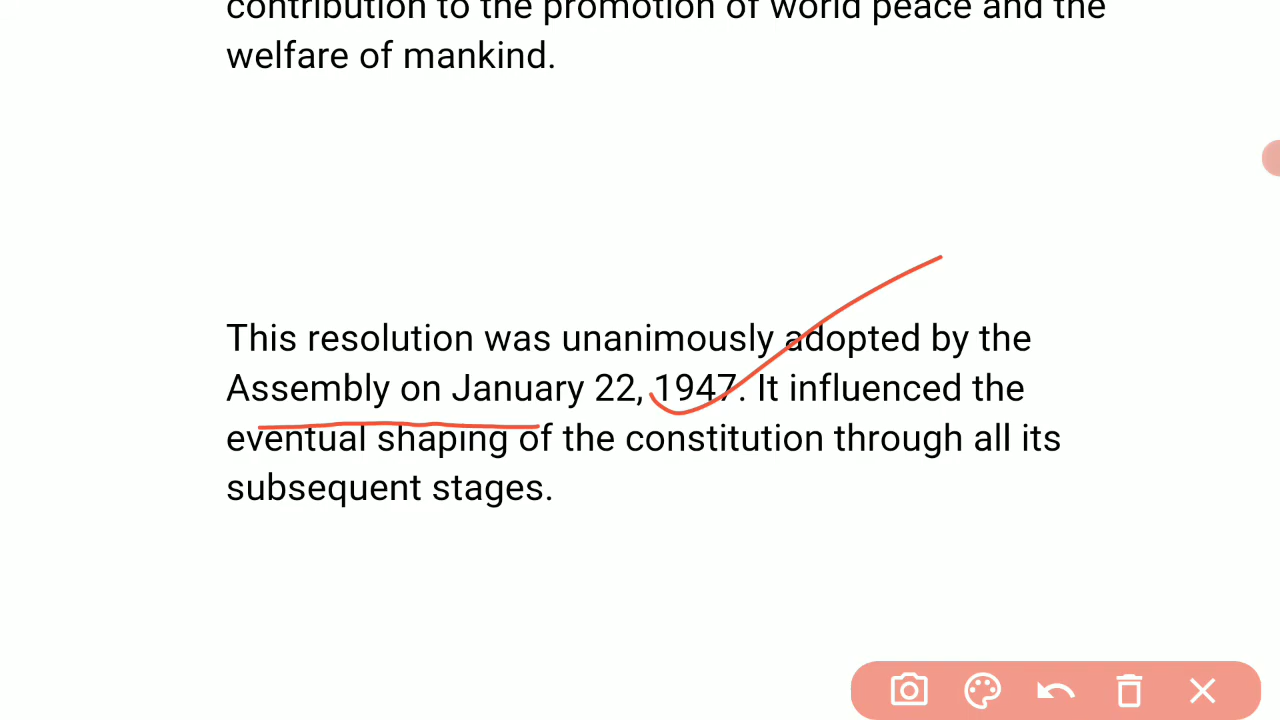 contribution to the promotion of world peace and the
welfare of mankind.
This resolution was unanimously adopted by the
Assembly on January 22, 1947. It influenced the
eventual shaping of the constitution through all its
subsequent stages.